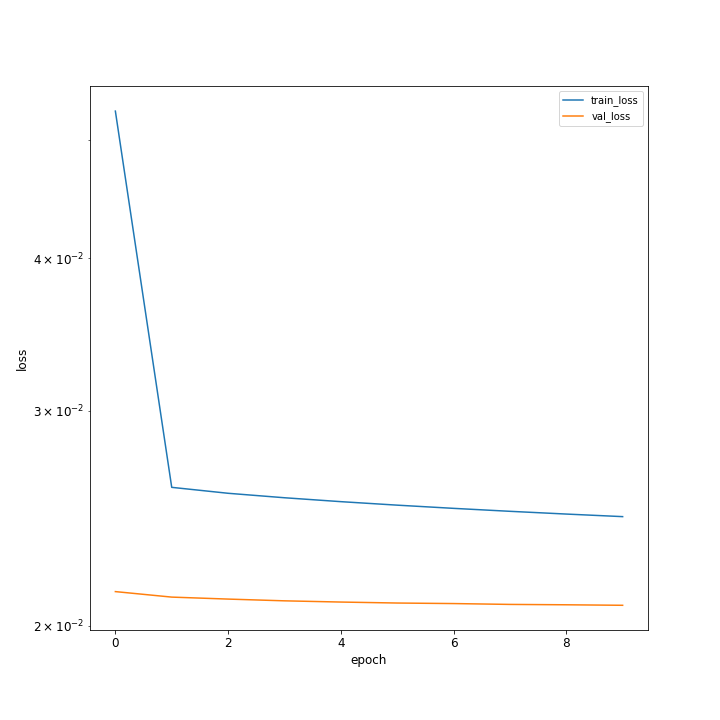 train_loss
val_loss
4 × 10⁻²
3 × 10⁻²
2 × 10⁻²
loss
0 2 4 6 8
epoch